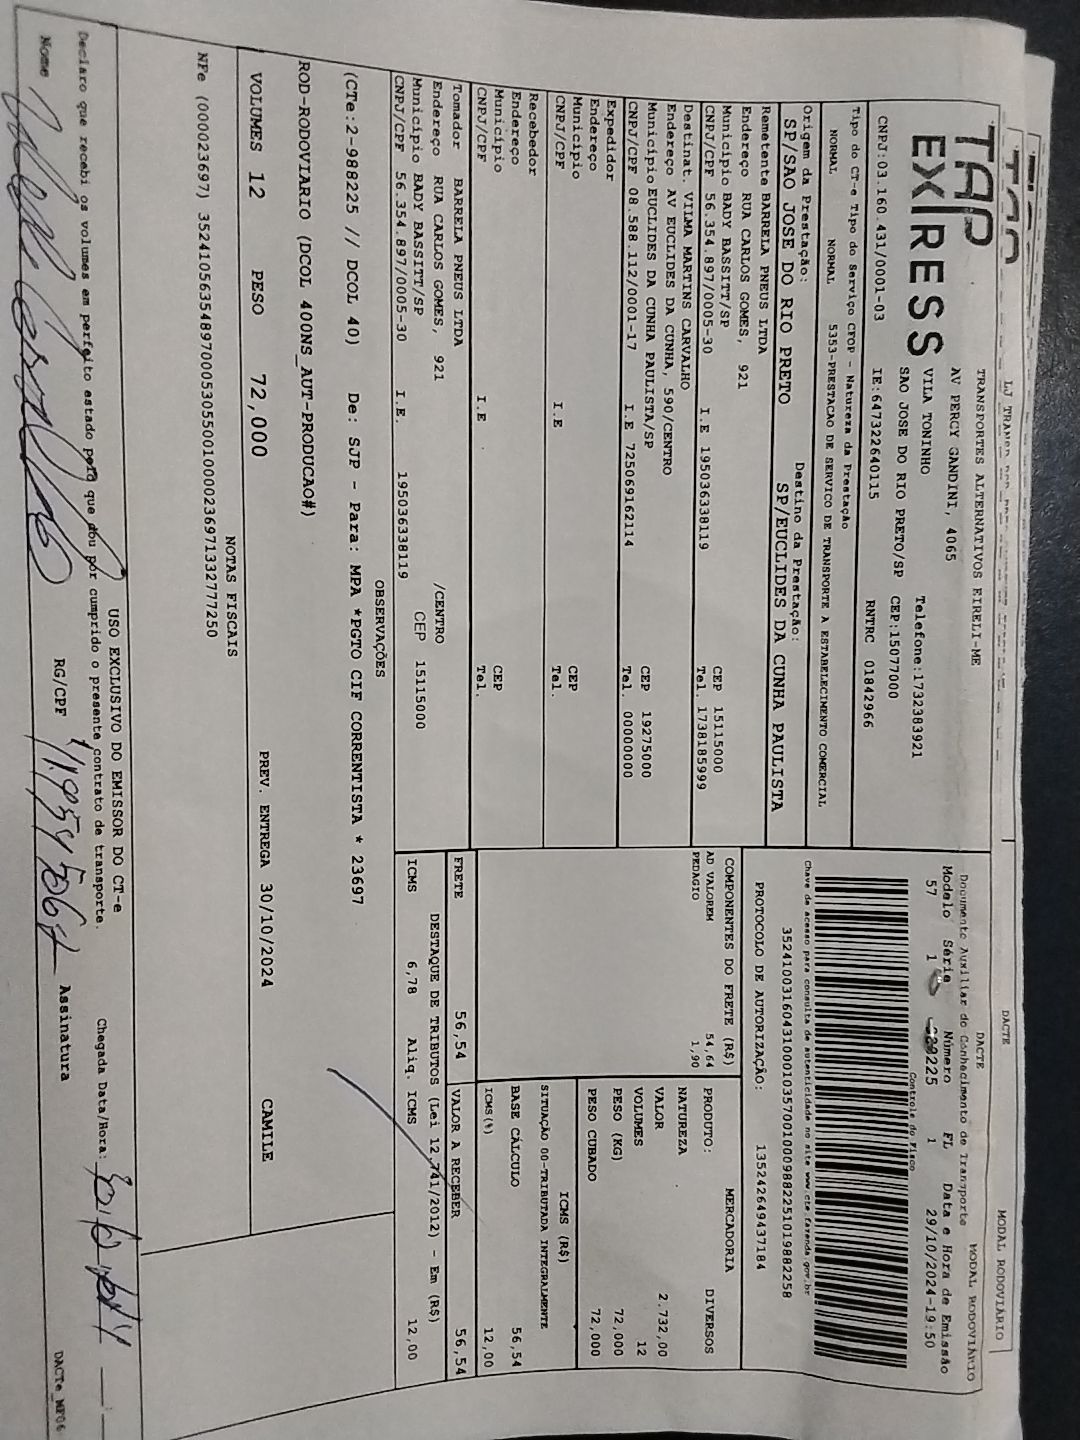 DACTE MODAL RODOVIÁRIO
TAP
EXPRESS
TRANSPORTES ALTERNATIVOS EIRELI-ME
AV PERCY GANDINI, 4065
VILA TONINHO Telefone:1732383921
SAO JOSE DO RIO PRETO/SP CEP:15077000
CNPJ:03.160.431/0001-03 IE:647322640115 RNTRC 01842966
DACTE MODAL RODOVIÁRIO
Documento Auxiliar do Conhecimento de Transporte
Modelo Série Número FL Data e Hora de Emissão
57 1 225 1 29/10/2024-19:50
Controle do Fisco
Chave de acesso para consulta de autenticidade no site www.cte.fazenda.gov.br
35241003160431000103570010009882251019882258
PROTOCOLO DE AUTORIZAÇÃO: 135242649437184
Tipo do CT-e Tipo do Serviço CFOP - Natureza da Prestação
NORMAL NORMAL 5353-PRESTACAO DE SERVICO DE TRANSPORTE A ESTABELECIMENTO COMERCIAL
Origem da Prestação: Destino da Prestação:
SP/SAO JOSE DO RIO PRETO SP/EUCLIDES DA CUNHA PAULISTA
Remetente BARRELA PNEUS LTDA
Endereço RUA CARLOS GOMES, 921
Município BADY BASSITT/SP CEP 15115000
CNPJ/CPF 56.354.897/0005-30 I.E 195036338119 Tel. 1738185999
Destinat. VILMA MARTINS CARVALHO
Endereço AV EUCLIDES DA CUNHA, 590/CENTRO
Município EUCLIDES DA CUNHA PAULISTA/SP CEP 19275000
CNPJ/CPF 08.588.112/0001-17 I.E 725069162114 Tel. 00000000
Expedidor
Endereço
Município CEP
CNPJ/CPF I.E Tel.
Recebedor
Endereço
Município CEP
CNPJ/CPF I.E Tel.
Tomador BARRELA PNEUS LTDA
Endereço RUA CARLOS GOMES, 921 /CENTRO
Município BADY BASSITT/SP CEP 15115000
CNPJ/CPF 56.354.897/0005-30 I.E. 195036338119
COMPONENTES DO FRETE (R$)
AD VALOREM 54,64
PEDAGIO 1,90
MERCADORIA
PRODUTO: DIVERSOS
NATUREZA
VALOR 2.732,00
VOLUMES 12
PESO (KG) 72,000
PESO CUBADO 72,000
ICMS (R$)
SITUAÇÃO 00-TRIBUTADA INTEGRALMENTE
BASE CÁLCULO 56,54
ICMS(%) 12,00
FRETE 56,54 VALOR A RECEBER 56,54
DESTAQUE DE TRIBUTOS (Lei 12.741/2012) - Em (R$)
ICMS 6,78 Aliq. ICMS 12,00
OBSERVAÇÕES
(CTe:2-988225 // DCOL 40) De: SJP - Para: MPA *PGTO CIF CORRENTISTA * 23697
ROD-RODOVIARIO (DCOL 400NS_AUT-PRODUCAO#)
VOLUMES 12 PESO 72,000 PREV. ENTREGA 30/10/2024 CAMILE
NOTAS FISCAIS
NFe (000023697) 35241056354897000530550010000236971332777250
USO EXCLUSIVO DO EMISSOR DO CT-e
Declaro que recebi os volumes em perfeito estado pelo que dou por cumprido o presente contrato de transporte. Chegada Data/Hora:
Nome RG/CPF Assinatura
DACTe_MF06